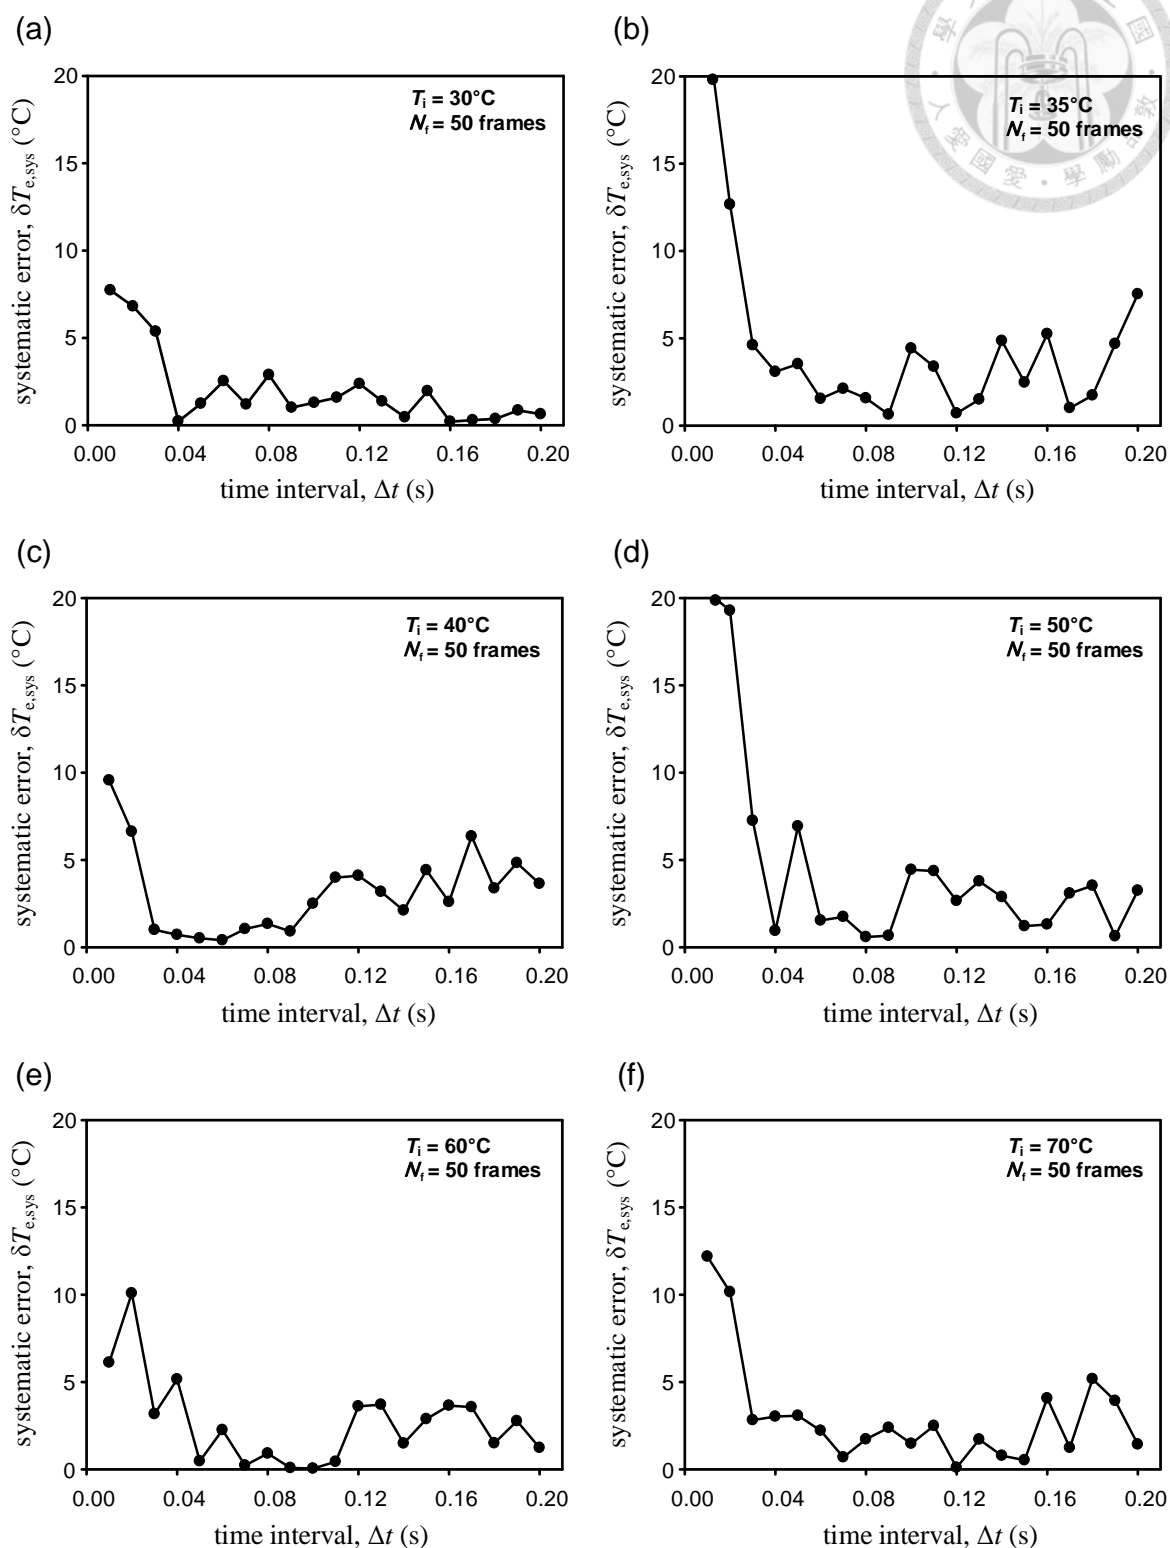 (a)
20
15
10
5
0
0.00 0.04 0.08 0.12 0.16 0.20
systematic error, δTe,sys (°C)
time interval, Δt (s)
Ti = 30°C
Nf = 50 frames
(b)
20
15
10
5
0
0.00 0.04 0.08 0.12 0.16 0.20
systematic error, δTe,sys (°C)
time interval, Δt (s)
Ti = 35°C
Nf = 50 frames
學 國
人愛國愛·學勵 敦
(c)
20
15
10
5
0
0.00 0.04 0.08 0.12 0.16 0.20
systematic error, δTe,sys (°C)
time interval, Δt (s)
Ti = 40°C
Nf = 50 frames
(d)
20
15
10
5
0
0.00 0.04 0.08 0.12 0.16 0.20
systematic error, δTe,sys (°C)
time interval, Δt (s)
Ti = 50°C
Nf = 50 frames
(e)
20
15
10
5
0
0.00 0.04 0.08 0.12 0.16 0.20
systematic error, δTe,sys (°C)
time interval, Δt (s)
Ti = 60°C
Nf = 50 frames
(f)
20
15
10
5
0
0.00 0.04 0.08 0.12 0.16 0.20
systematic error, δTe,sys (°C)
time interval, Δt (s)
Ti = 70°C
Nf = 50 frames